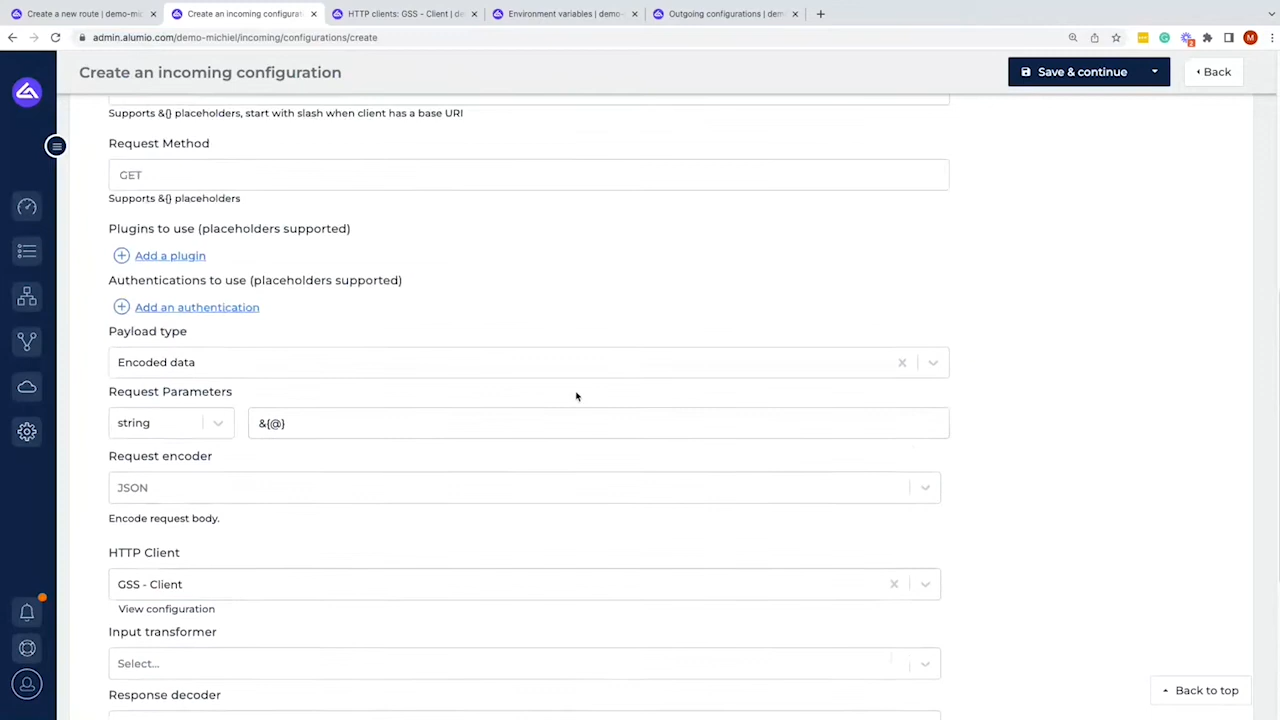 Create a new route | demo-mic
Create an incoming configurat
HTTP clients: GSS - Client | de
Environment variables | demo-
Outgoing configurations | dem
admin.alumio.com/demo-michiel/incoming/configurations/create
M
Create an incoming configuration
Save & continue
Back
Supports &{} placeholders, start with slash when client has a base URI
Request Method
GET
Supports &{} placeholders
Plugins to use (placeholders supported)
Add a plugin
Authentications to use (placeholders supported)
Add an authentication
Payload type
Encoded data
Request Parameters
string
&{@}
Request encoder
JSON
Encode request body.
HTTP Client
GSS - Client
View configuration
Input transformer
Select...
Response decoder
Back to top